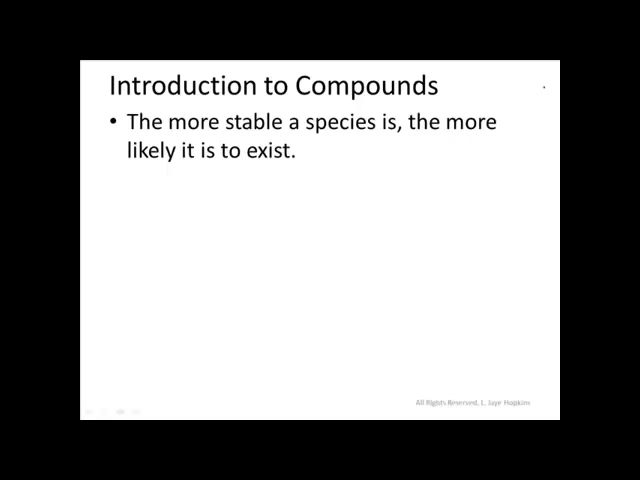 Introduction to Compounds
• The more stable a species is, the more
likely it is to exist.
All Rights Reserved, L. Jaye Hopkins